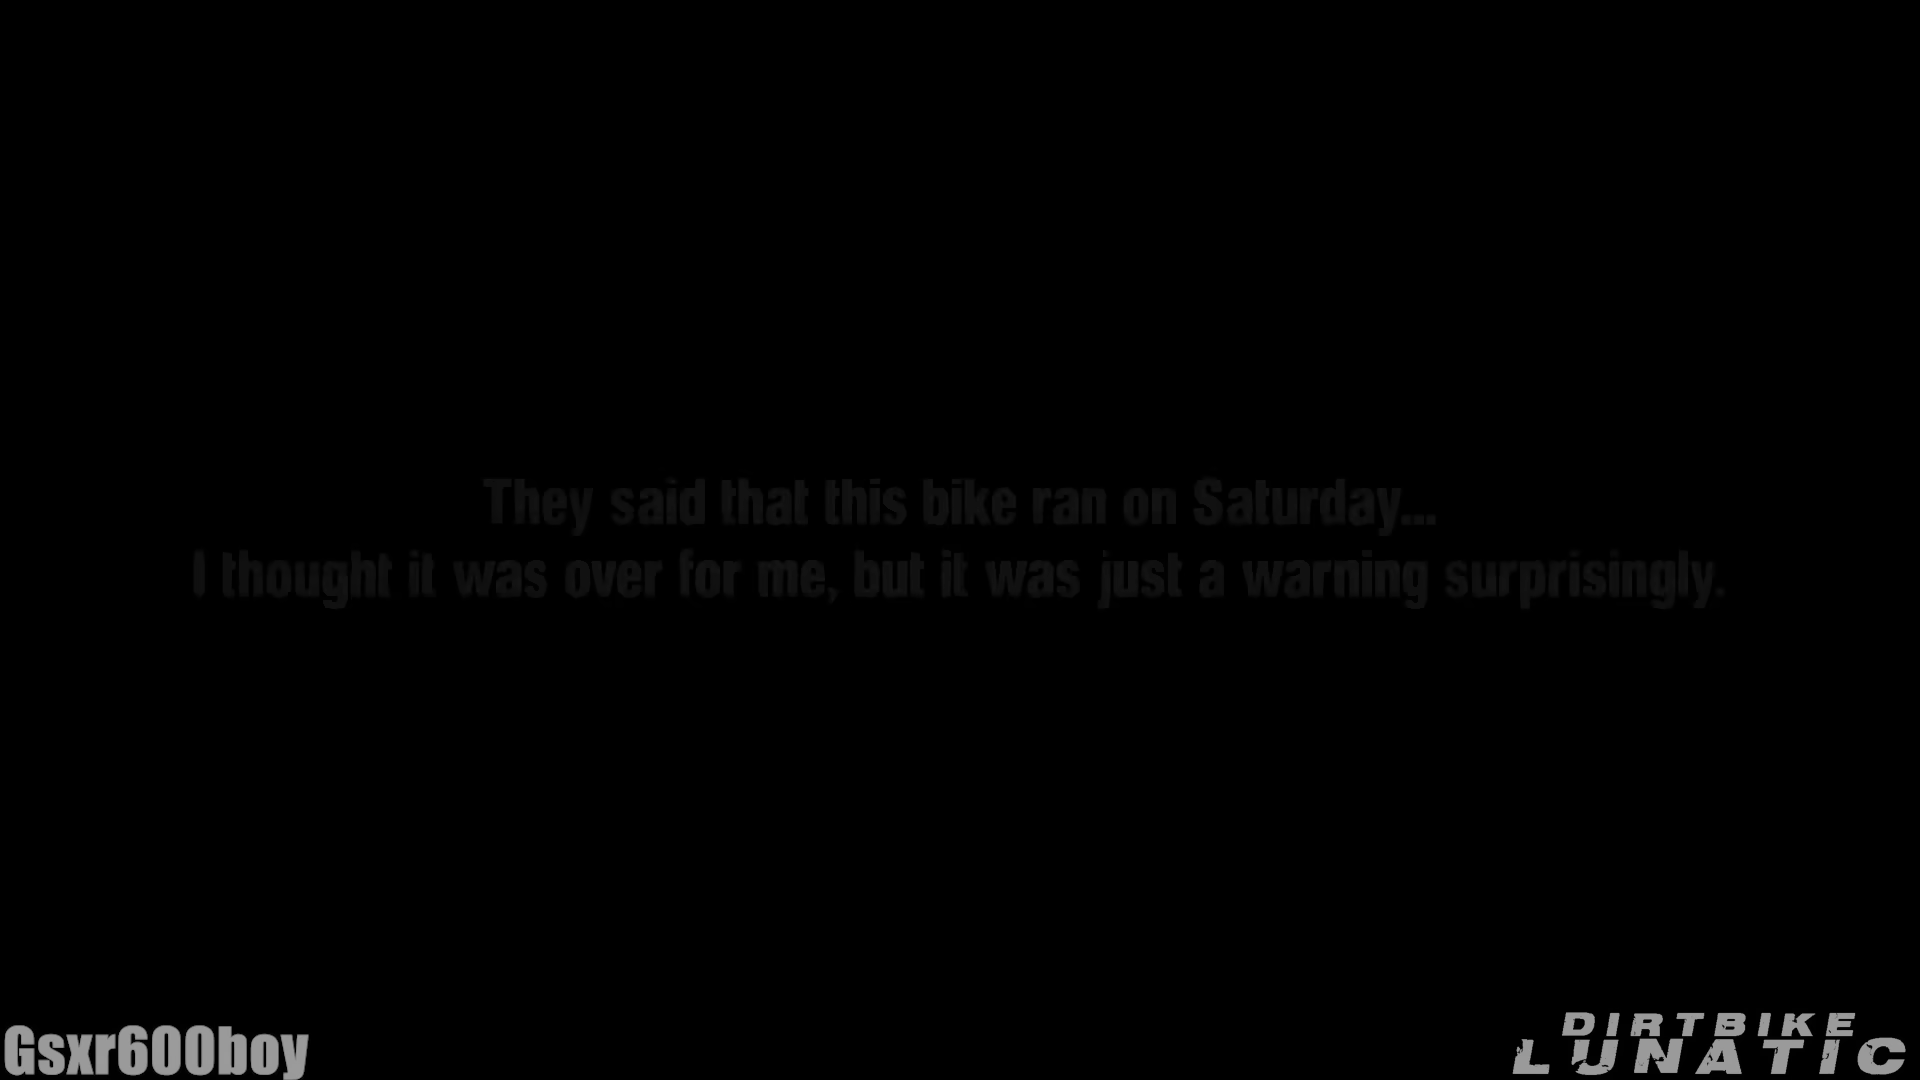 They said that this bike ran on Saturday...
I thought it was over for me, but it was just a warning surprisingly.
Gsxr600boy
DIRTBIKE
LUNATIC